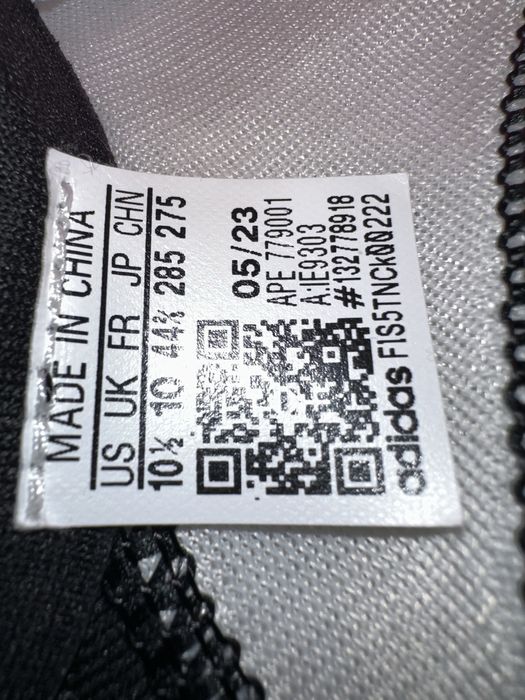 MADE IN CHINA
US UK FR JP CHN
10½ 10 44⅔ 285 275
05/23
APE 779001
A:IE9303
#132778918
adidas F1S5TNCk00222